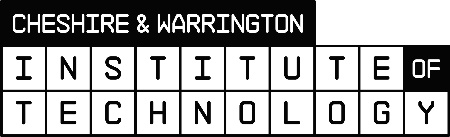 CHESHIRE & WARRINGTON
INSTITUTE OF
TECHNOLOGY